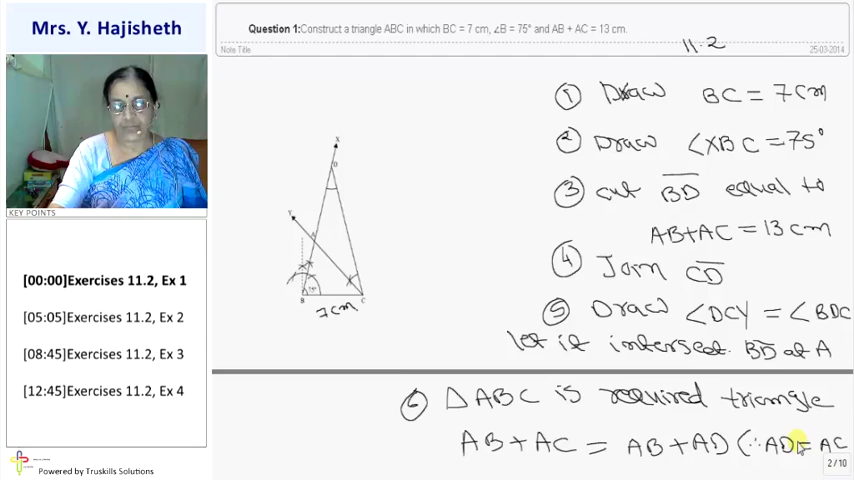 Mrs. Y. Hajisheth
Question 1:Construct a triangle ABC in which BC = 7 cm, ∠B = 75° and AB + AC = 13 cm.
Note Title
25-03-2014
11.2
① Draw BC = 7cm
② Draw ∠XBC = 75°
③ cut BD equal to
AB+AC = 13 cm
④ Join CD
⑤ Draw ∠DCY = ∠BDC
let it intersect BD at A
⑥ △ABC is required triangle
AB + AC = AB + AD (∵ AD = AC
X
D
Y
A
75°
B
C
7cm
KEY POINTS
[00:00]Exercises 11.2, Ex 1
[05:05]Exercises 11.2, Ex 2
[08:45]Exercises 11.2, Ex 3
[12:45]Exercises 11.2, Ex 4
Powered by Truskills Solutions
2 / 10